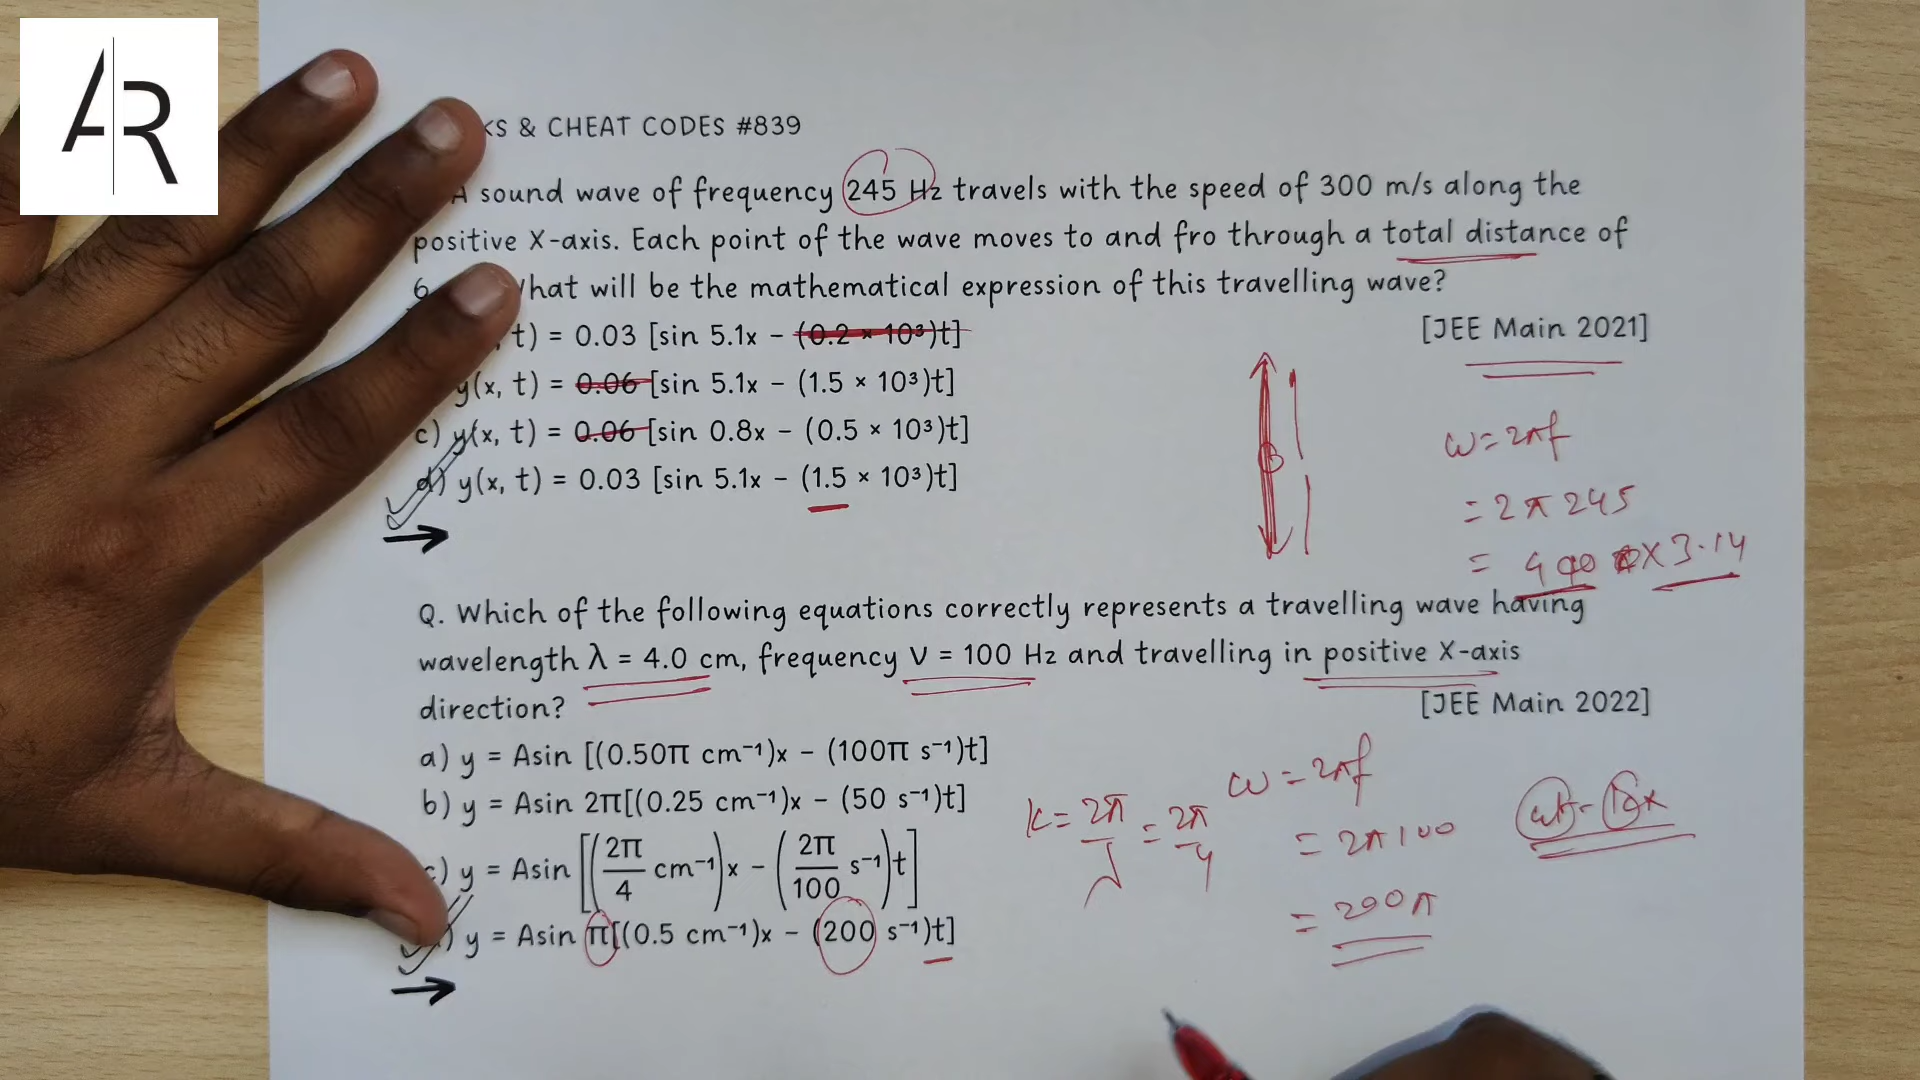 AR
KS & CHEAT CODES #839
A sound wave of frequency 245 Hz travels with the speed of 300 m/s along the
positive X-axis. Each point of the wave moves to and fro through a total distance of
6 hat will be the mathematical expression of this travelling wave?
t) = 0.03 [sin 5.1x - (0.2 × 10³)t] [JEE Main 2021]
y(x, t) = 0.06 [sin 5.1x - (1.5 × 10³)t]
c) y(x, t) = 0.06 [sin 0.8x - (0.5 × 10³)t]
d) y(x, t) = 0.03 [sin 5.1x - (1.5 × 10³)t]
ω = 2πf
= 2π 245
= 490 × 3.14
Q. Which of the following equations correctly represents a travelling wave having
wavelength λ = 4.0 cm, frequency ν = 100 Hz and travelling in positive X-axis
direction? [JEE Main 2022]
a) y = Asin [(0.50π cm⁻¹)x - (100π s⁻¹)t]
b) y = Asin 2π[(0.25 cm⁻¹)x - (50 s⁻¹)t]
c) y = Asin [(2π/4 cm⁻¹)x - (2π/100 s⁻¹)t]
) y = Asin π[(0.5 cm⁻¹)x - (200 s⁻¹)t]
K = 2π/λ = 2π/4
ω = 2πf
= 2π100
= 200π